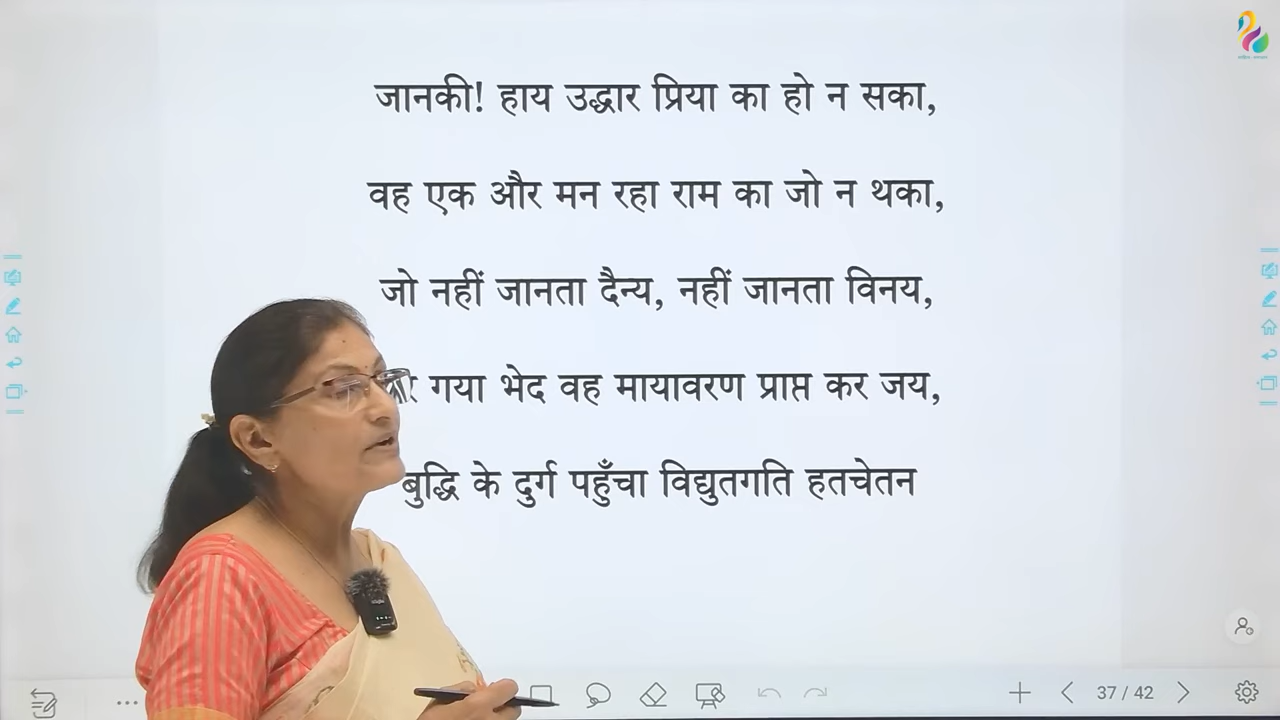 जानकी! हाय उद्धार प्रिया का हो न सका,
वह एक और मन रहा राम का जो न थका,
जो नहीं जानता दैन्य, नहीं जानता विनय,
गया भेद वह मायावरण प्राप्त कर जय,
बुद्धि के दुर्ग पहुँचा विद्युतगति हतचेतन
37 / 42